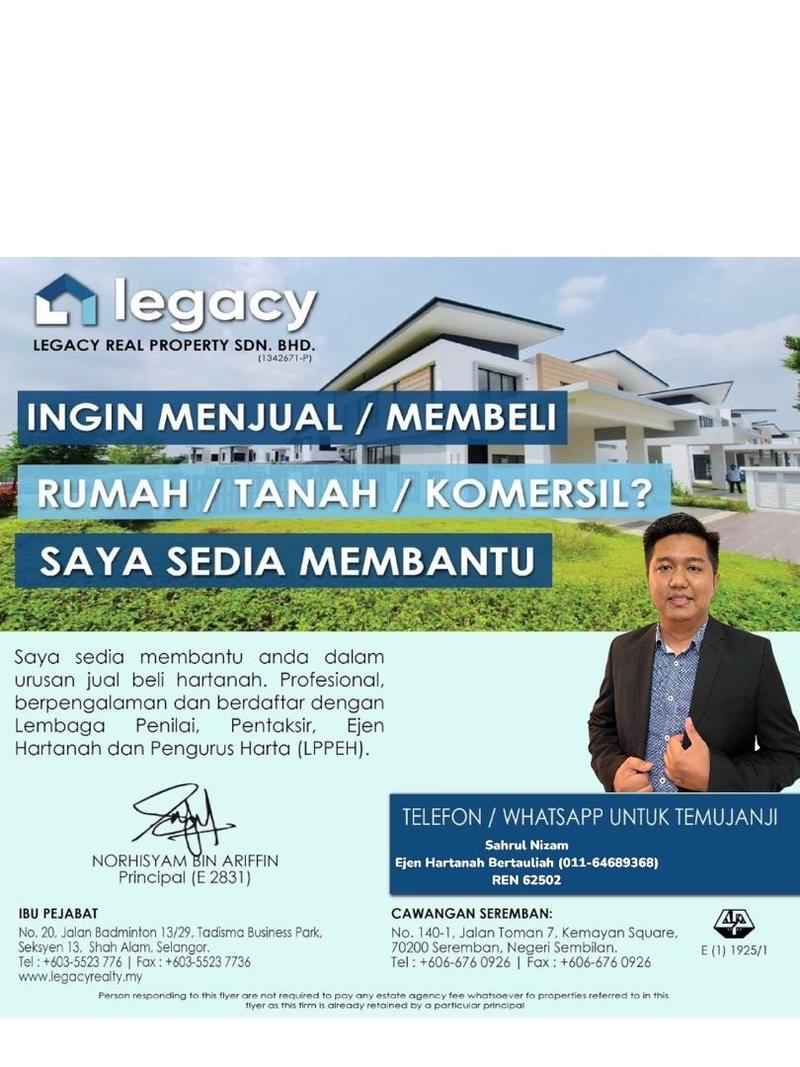 legacy
LEGACY REAL PROPERTY SDN. BHD.
(1342671-P)
INGIN MENJUAL / MEMBELI
RUMAH / TANAH / KOMERSIL?
SAYA SEDIA MEMBANTU
Saya sedia membantu anda dalam
urusan jual beli hartanah. Profesional,
berpengalaman dan berdaftar dengan
Lembaga Penilai, Pentaksir, Ejen
Hartanah dan Pengurus Harta (LPPEH).
NORHISYAM BIN ARIFFIN
Principal (E 2831)
TELEFON / WHATSAPP UNTUK TEMUJANJI
Sahrul Nizam
Ejen Hartanah Bertauliah (011-64689368)
REN 62502
IBU PEJABAT
No. 20, Jalan Badminton 13/29, Tadisma Business Park,
Seksyen 13, Shah Alam, Selangor.
Tel : +603-5523 776 | Fax : +603-5523 7736
www.legacyrealty.my
CAWANGAN SEREMBAN:
No. 140-1, Jalan Toman 7, Kemayan Square,
70200 Seremban, Negeri Sembilan.
Tel : +606-676 0926 | Fax : +606-676 0926
E (1) 1925/1
Person responding to this flyer are not required to pay any estate agency fee whatsoever fo properties referred to in this
flyer as this firm is already retained by a particular principal